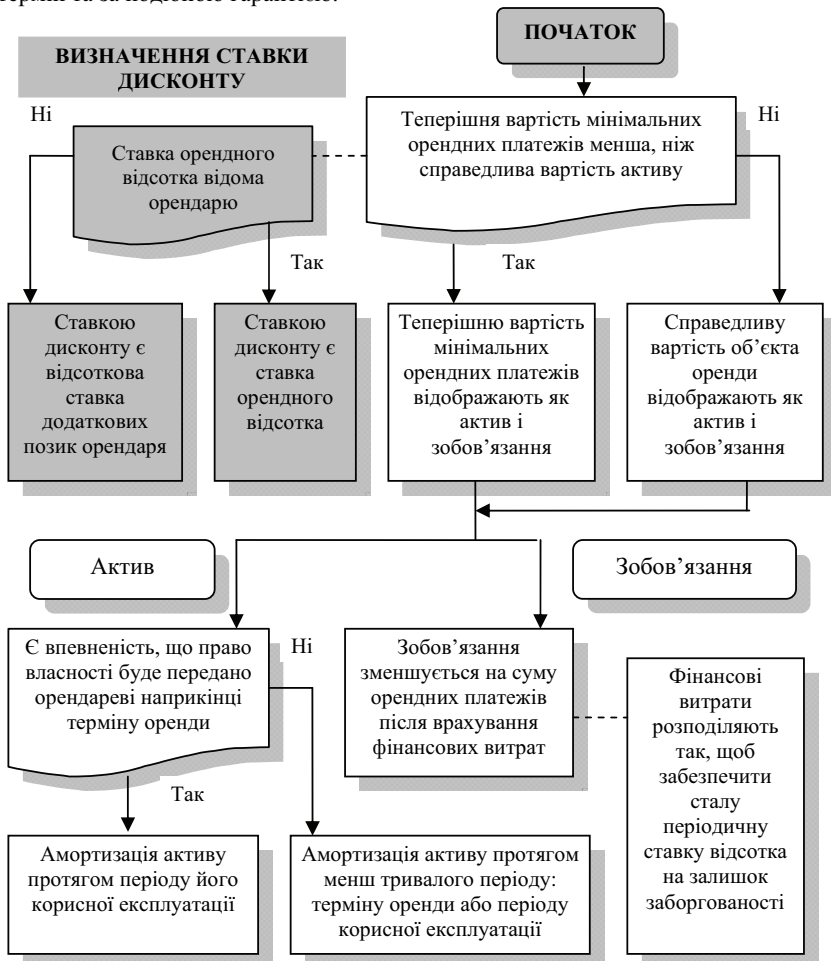 термін та за подібною гарантією.
ПОЧАТОК
ВИЗНАЧЕННЯ СТАВКИ
ДИСКОНТУ
Ні
Ставка орендного
відсотка відома
орендарю
Теперішня вартість мінімальних
орендних платежів менша, ніж
справедлива вартість активу
Ні
Так
Так
Ставкою
дисконту є
відсоткова
ставка
додаткових
позик орендаря
Ставкою
дисконту є
ставка
орендного
відсотка
Теперішню вартість
мінімальних
орендних платежів
відображають як
актив і
зобов’язання
Справедливу
вартість об’єкта
оренди
відображають як
актив і
зобов’язання
Актив
Зобов’язання
Є впевненість, що право
власності буде передано
орендареві наприкінці
терміну оренди
Ні
Так
Зобов’язання
зменшується на суму
орендних платежів
після врахування
фінансових витрат
Фінансові
витрати
розподіляють
так, щоб
забезпечити
сталу
періодичну
ставку відсотка
на залишок
заборгованості
Амортизація активу
протягом періоду його
корисної експлуатації
Амортизація активу протягом
менш тривалого періоду:
терміну оренди або періоду
корисної експлуатації